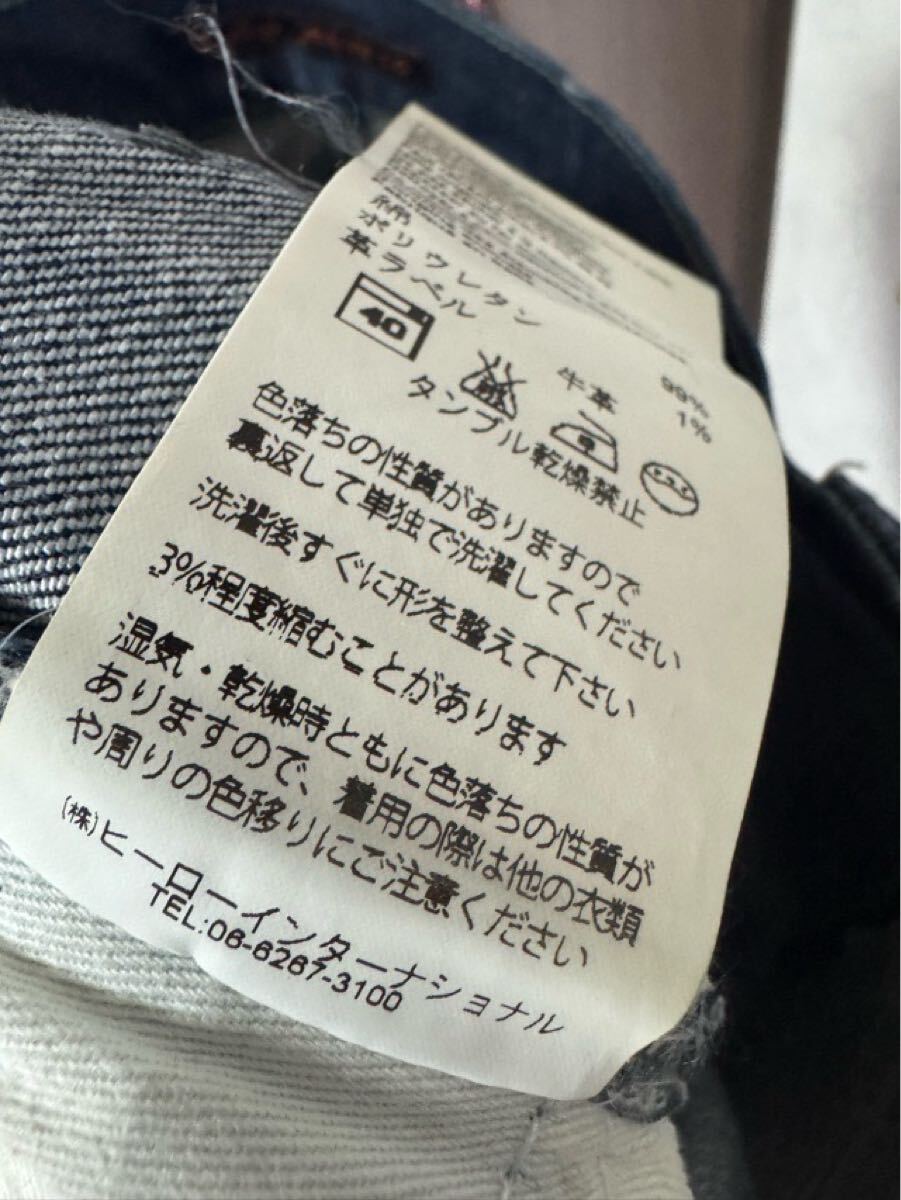 綿 99%
ポリウレタン 1%
革ラベル 牛革
40
タンブル乾燥禁止
色落ちの性質がありますので
裏返して単独で洗濯してください
洗濯後すぐに形を整えて下さい
3%程度縮むことがあります
湿気・乾燥時ともに色落ちの性質が
ありますので、着用の際は他の衣類
や周りの色移りにご注意ください
(株)ヒーローインターナショナル
TEL:06-6267-3100